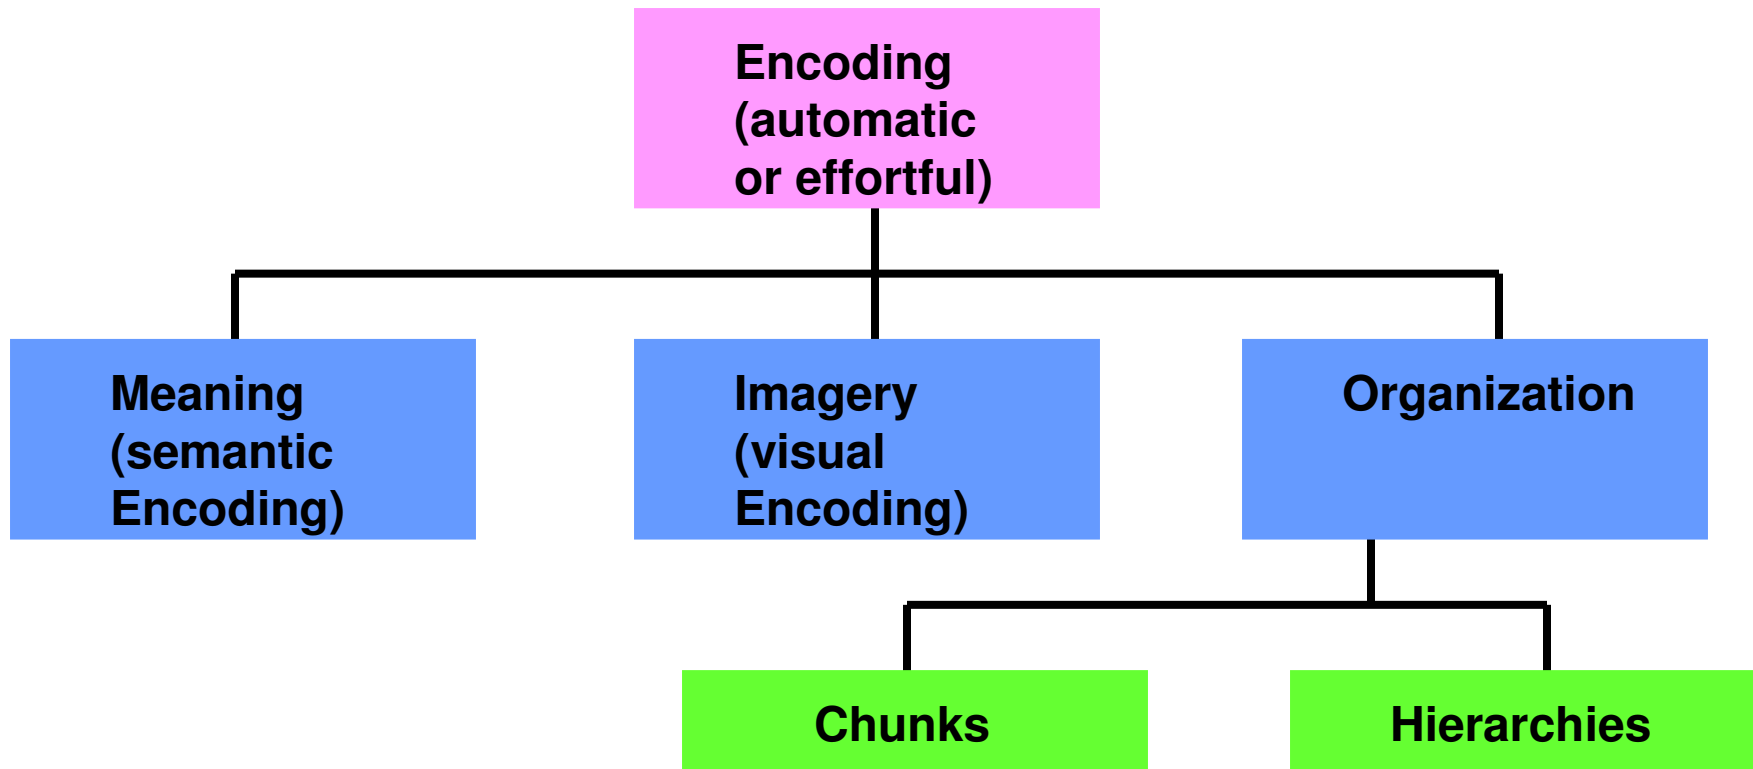 Encoding
(automatic
or effortful)
Meaning
(semantic
Encoding)
Imagery
(visual
Encoding)
Organization
Chunks
Hierarchies